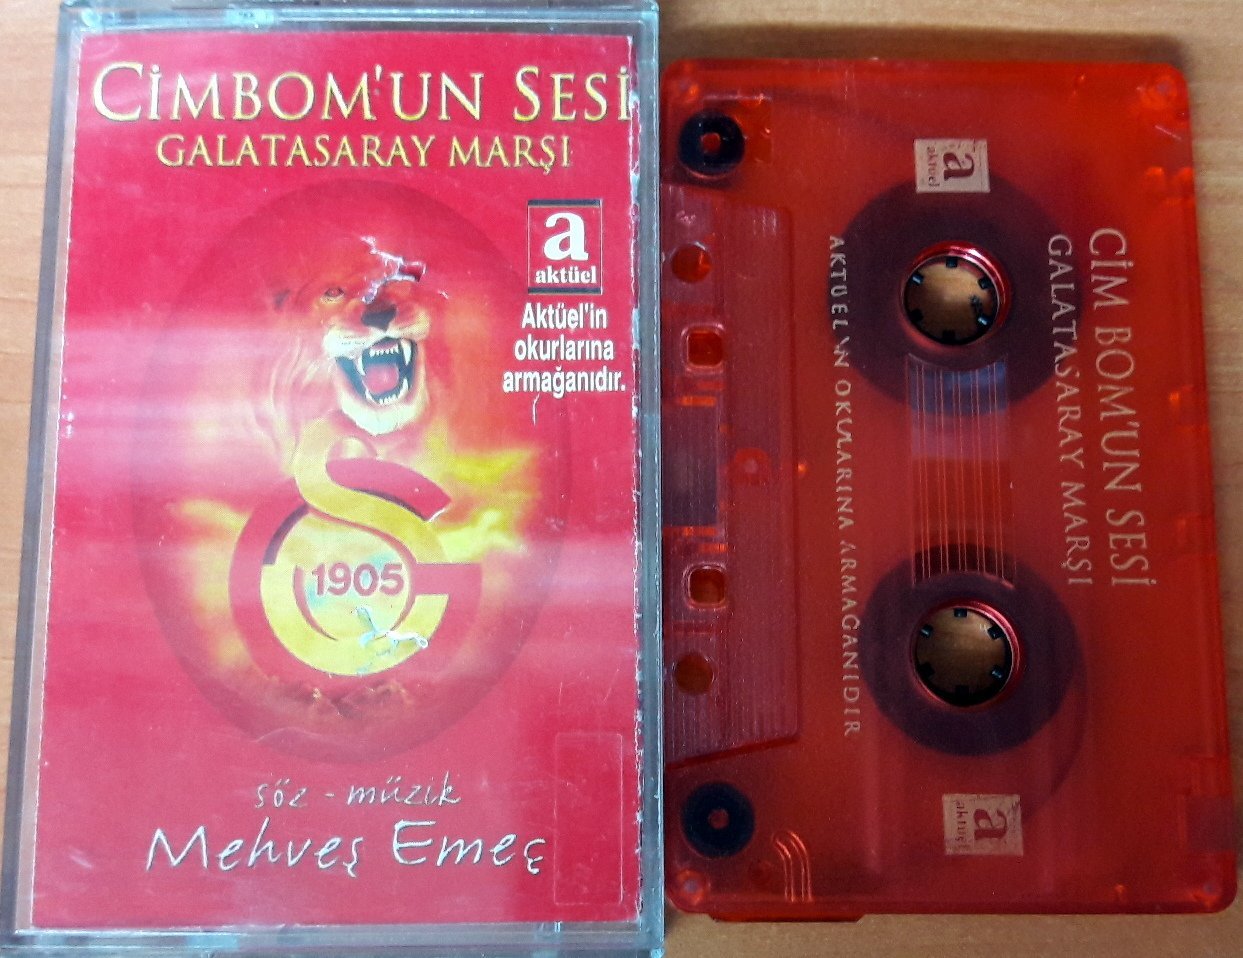 CİMBOM'UN SESİ
GALATASARAY MARŞI
a
aktüel
Aktüel'in
okurlarına
armağanıdır.
1905
söz - müzik
Mehveş Emeç
a
aktüel
CİM BOM'UN SESİ
GALATASARAY MARŞI
AKTÜEL'İN OKURLARINA ARMAĞANIDIR
a
aktüel